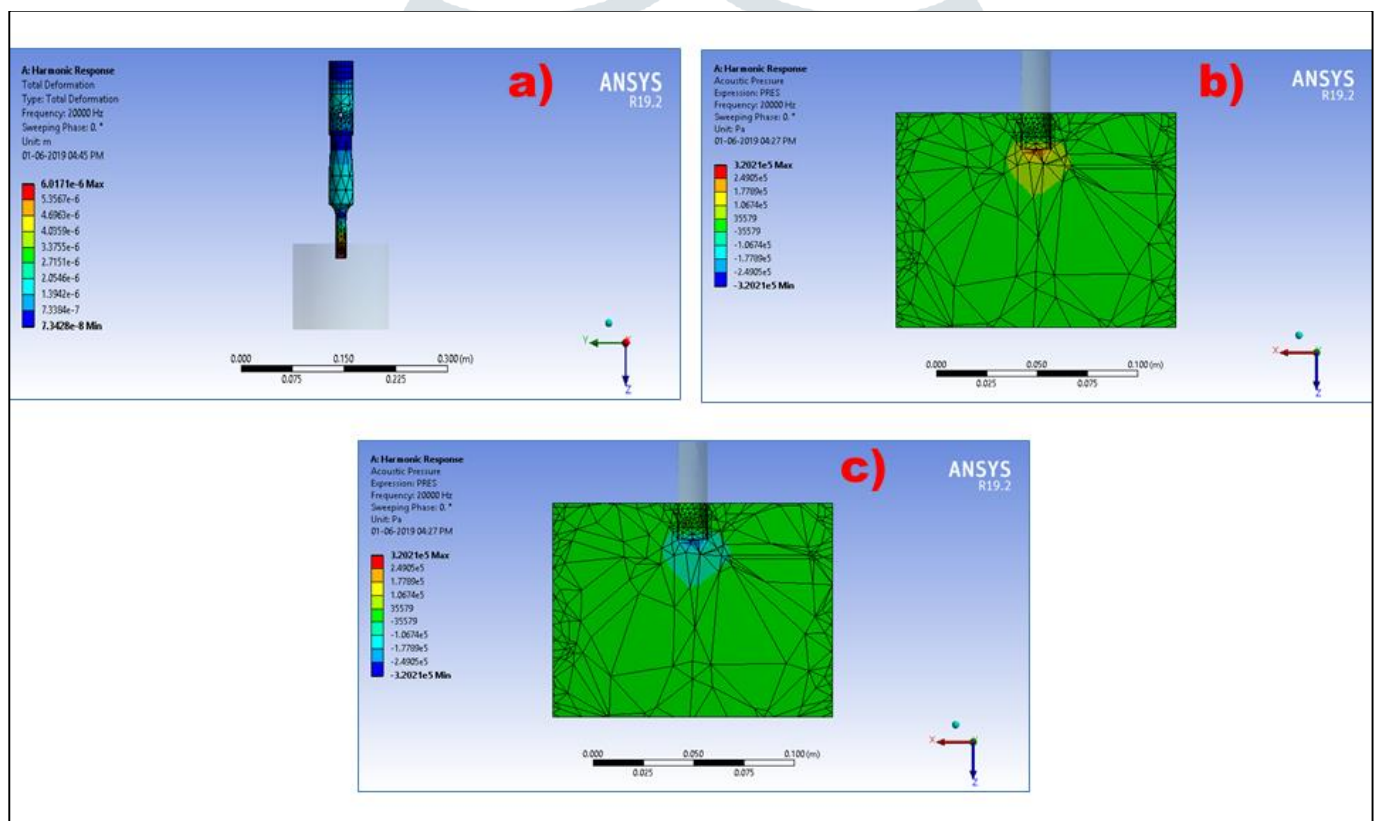 A: Harmonic Response
Total Deformation
Type: Total Deformation
Frequency: 20000 Hz
Sweeping Phase: 0. °
Unit: m
01-06-2019 04:45 PM
6.0171e-6 Max
5.3567e-6
4.6963e-6
4.0359e-6
3.3755e-6
2.7151e-6
2.0546e-6
1.3942e-6
7.3384e-7
7.3428e-8 Min
a)
ANSYS
R19.2
0.000 0.150 0.300 (m)
0.075 0.225
Y
Z
A: Harmonic Response
Acoustic Pressure
Expression: PRES
Frequency: 20000 Hz
Sweeping Phase: 0. °
Unit: Pa
01-06-2019 04:27 PM
3.2021e5 Max
2.4905e5
1.7789e5
1.0674e5
35579
-35579
-1.0674e5
-1.7789e5
-2.4905e5
-3.2021e5 Min
b)
ANSYS
R19.2
0.000 0.050 0.100 (m)
0.025 0.075
X
Z
A: Harmonic Response
Acoustic Pressure
Expression: PRES
Frequency: 20000 Hz
Sweeping Phase: 0. °
Unit: Pa
01-06-2019 04:27 PM
3.2021e5 Max
2.4905e5
1.7789e5
1.0674e5
35579
-35579
-1.0674e5
-1.7789e5
-2.4905e5
-3.2021e5 Min
c)
ANSYS
R19.2
0.000 0.050 0.100 (m)
0.025 0.075
X
Z